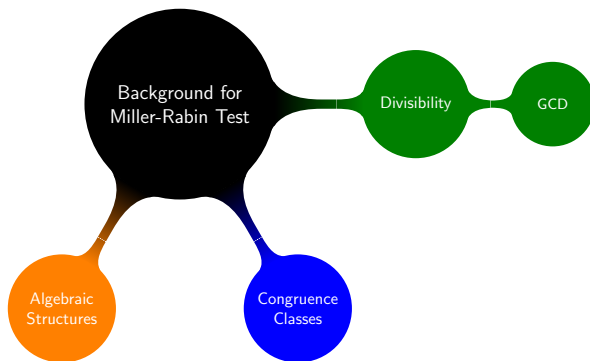 Background for
Miller-Rabin Test
Divisibility
GCD
Algebraic
Structures
Congruence
Classes